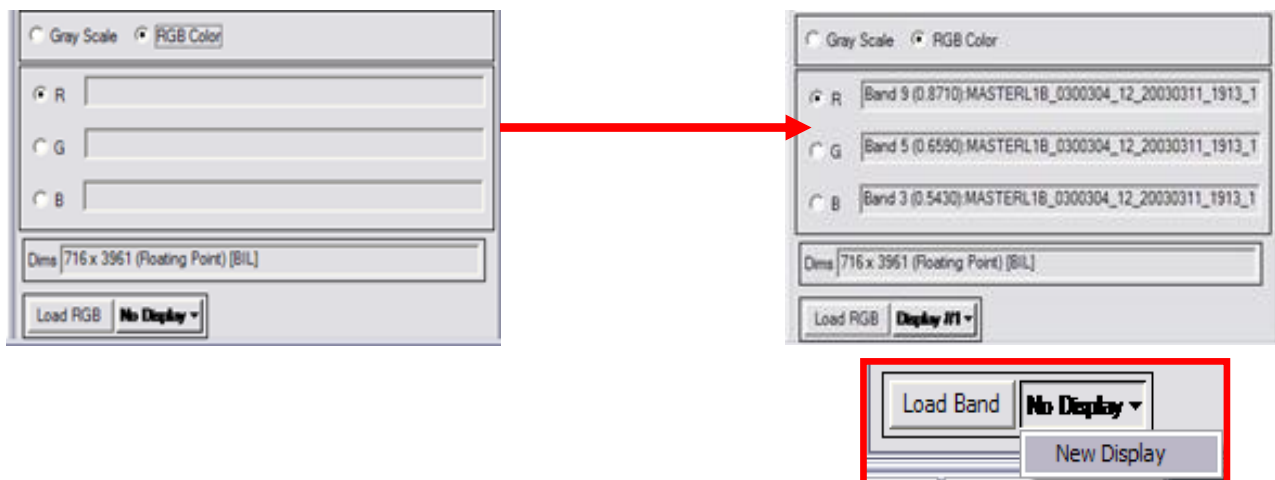 Gray Scale RGB Color
R
G
B
Dims 716 x 3961 (Floating Point) [BIL]
Load RGB No Display
Gray Scale RGB Color
R Band 9 (0.8710):MASTERL1B_0300304_12_20030311_1913_1
G Band 5 (0.6590):MASTERL1B_0300304_12_20030311_1913_1
B Band 3 (0.5430):MASTERL1B_0300304_12_20030311_1913_1
Dims 716 x 3961 (Floating Point) [BIL]
Load RGB Display #1
Load Band No Display
New Display